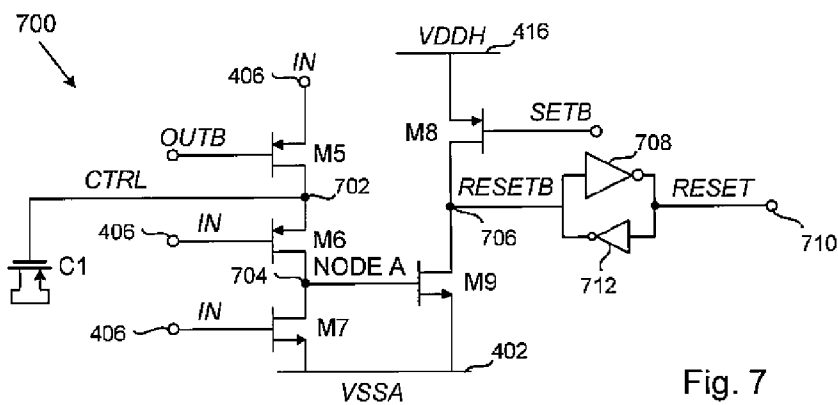 700
VDDH
416
IN
406
OUTB
M5
M8
SETB
708
CTRL
702
RESETB
RESET
706
710
IN
406
M6
712
C1
704
NODE A
M9
IN
406
M7
402
VSSA
Fig. 7